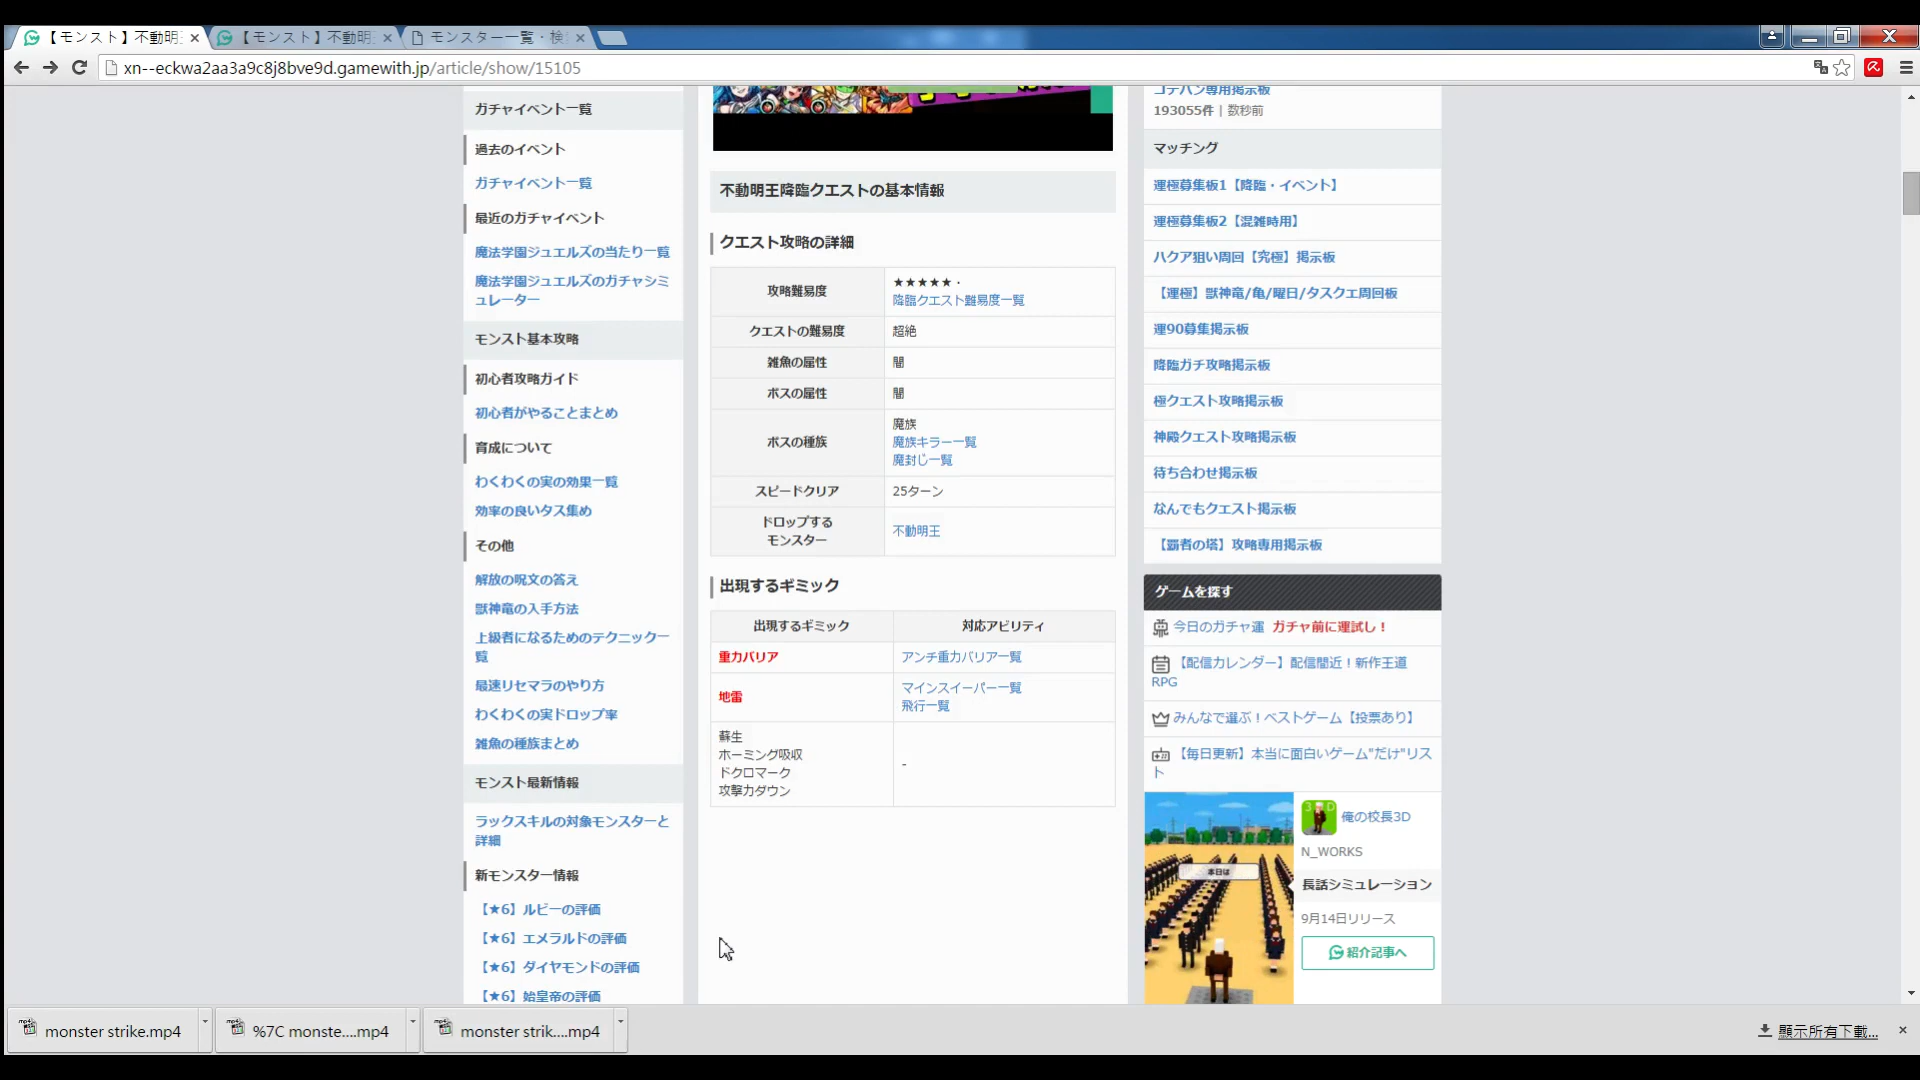 【モンスト】不動明
【モンスト】不動明
モンスター一覧・検
xn--eckwa2aa3a9c8j8bve9d.gamewith.jp/article/show/15105
ガチャイベント一覧
過去のイベント
ガチャイベント一覧
最近のガチャイベント
魔法学園ジュエルズの当たり一覧
魔法学園ジュエルズのガチャシミ
ュレーター
モンスト基本攻略
初心者攻略ガイド
初心者がやることまとめ
育成について
わくわくの実の効果一覧
効率の良いタス集め
その他
解放の呪文の答え
獣神竜の入手方法
上級者になるためのテクニック一
覧
最速リセマラのやり方
わくわくの実ドロップ率
雑魚の種族まとめ
モンスト最新情報
ラックスキルの対象モンスターと
詳細
新モンスター情報
【★6】ルビーの評価
【★6】エメラルドの評価
【★6】ダイヤモンドの評価
【★6】始皇帝の評価
不動明王降臨クエストの基本情報
クエスト攻略の詳細
攻略難易度
★★★★★・
降臨クエスト難易度一覧
クエストの難易度
超絶
雑魚の属性
闇
ボスの属性
闇
ボスの種族
魔族
魔族キラー一覧
魔封じ一覧
スピードクリア
25ターン
ドロップする
モンスター
不動明王
出現するギミック
出現するギミック
対応アビリティ
重力バリア
アンチ重力バリア一覧
地雷
マインスイーパー一覧
飛行一覧
蘇生
ホーミング吸収
ドクロマーク
攻撃力ダウン
-
コテハン専用掲示板
193055件 | 数秒前
マッチング
運極募集板1【降臨・イベント】
運極募集板2【混雑時用】
ハクア狙い周回【究極】掲示板
【運極】獣神竜/亀/曜日/タスクエ周回板
運90募集掲示板
降臨ガチ攻略掲示板
極クエスト攻略掲示板
神殿クエスト攻略掲示板
待ち合わせ掲示板
なんでもクエスト掲示板
【覇者の塔】攻略専用掲示板
ゲームを探す
今日のガチャ運 ガチャ前に運試し！
【配信カレンダー】配信間近！新作王道
RPG
みんなで選ぶ！ベストゲーム【投票あり】
【毎日更新】本当に面白いゲーム"だけ"リス
ト
本日は
3D
俺の校長3D
N_WORKS
長話シミュレーション
9月14日リリース
紹介記事へ
monster strike.mp4
%7C monste....mp4
monster strik....mp4
顯示所有下載...